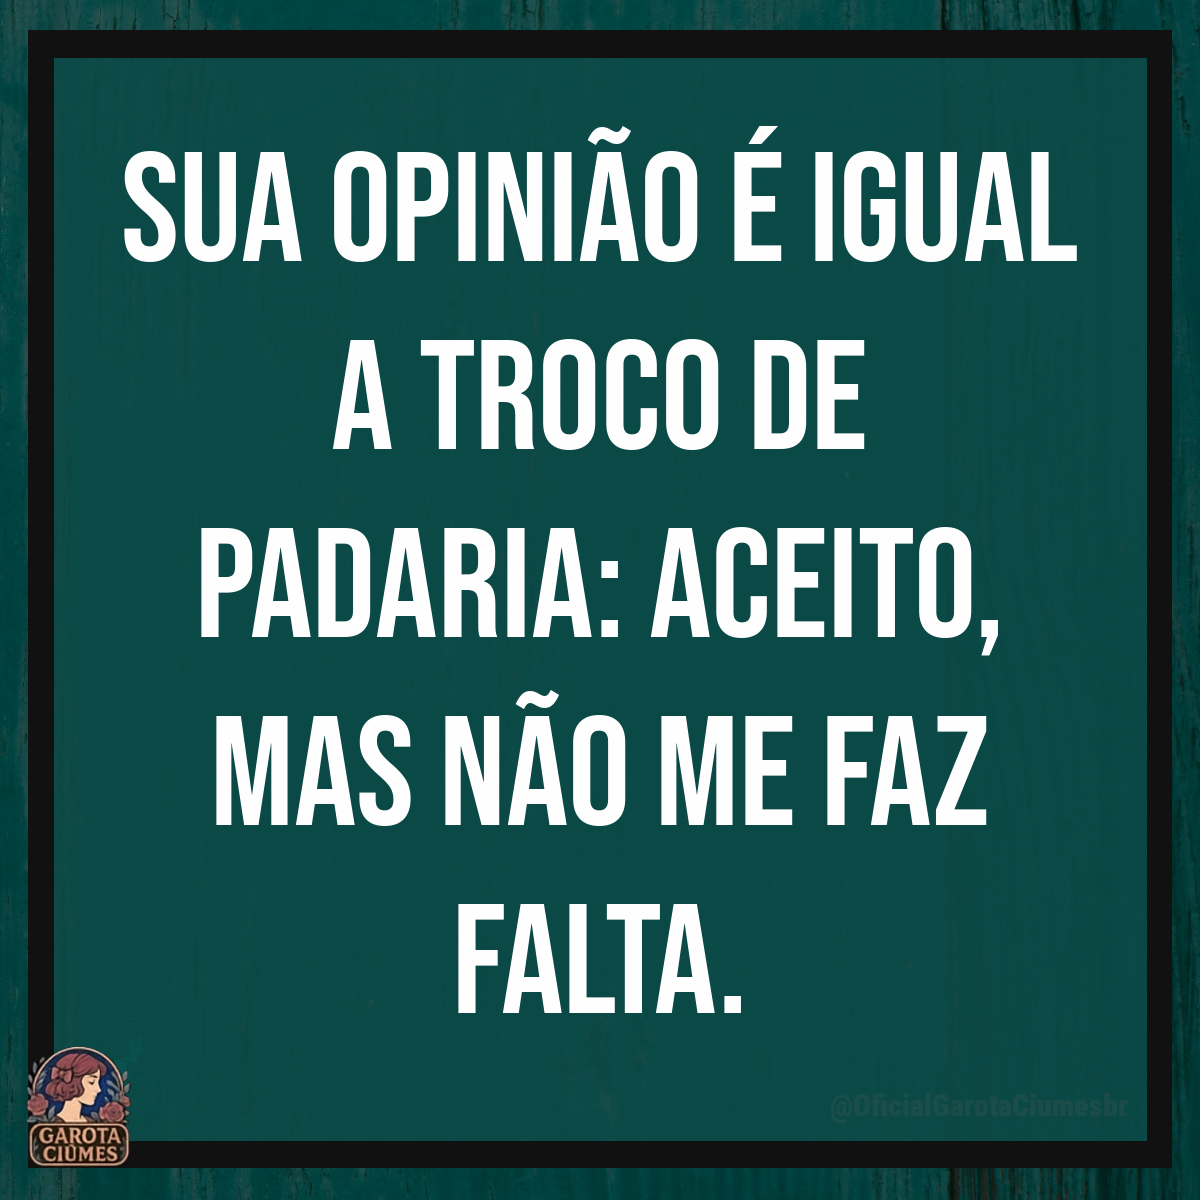 SUA OPINIÃO É IGUAL
A TROCO DE
PADARIA: ACEITO,
MAS NÃO ME FAZ
FALTA.
@OficialGarotaCiumesbr
GAROTA
CIÚMES